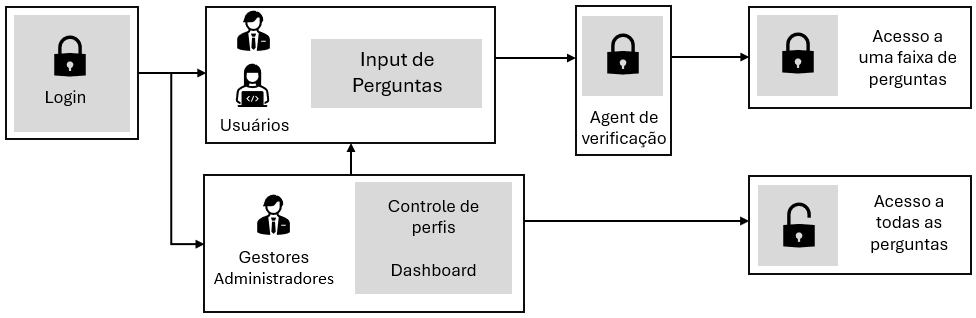 Login
Usuários
Input de
Perguntas
Agent de
verificação
Acesso a
uma faixa de
perguntas
Gestores
Administradores
Controle de
perfis
Dashboard
Acesso a
todas as
perguntas